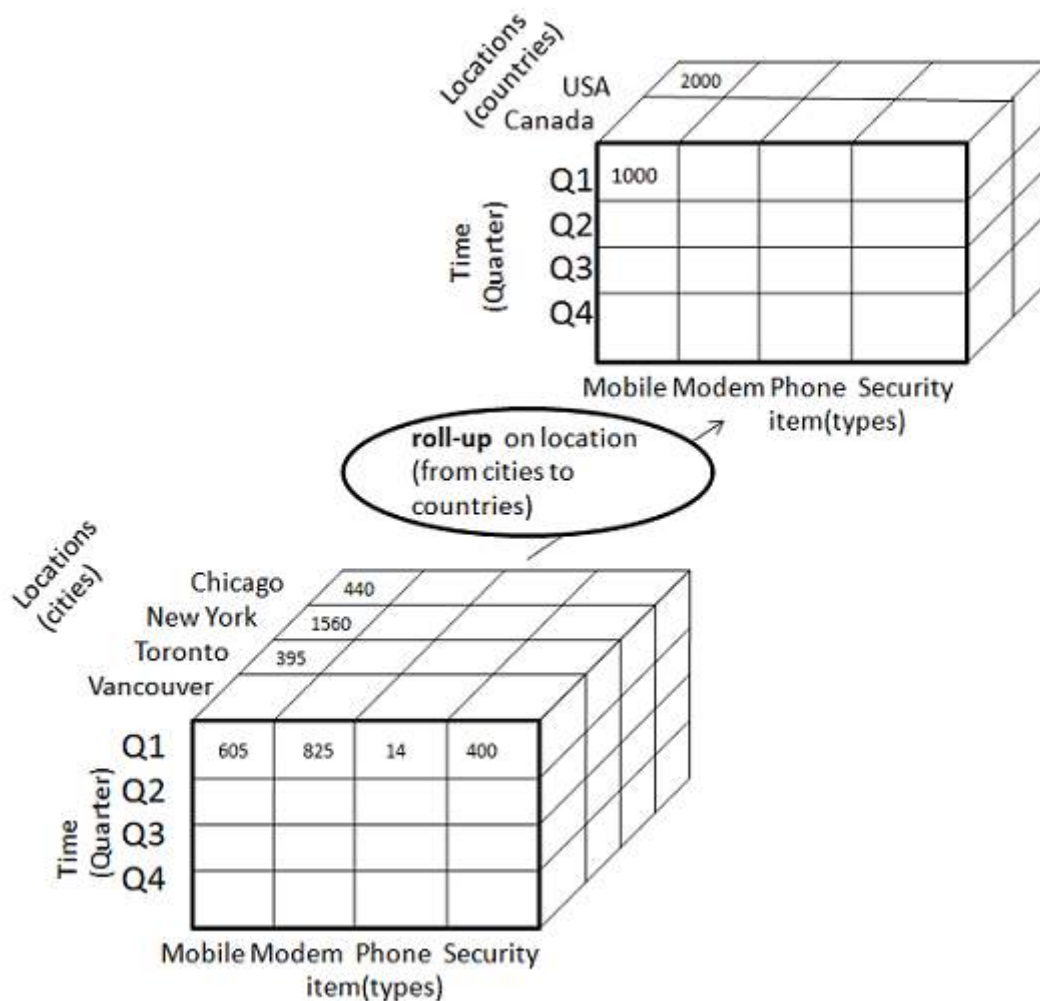 Locations
(countries)
USA
2000
Canada
Q1
1000
Q2
Q3
Q4
Time
(Quarter)
Mobile Modem Phone Security
item(types)
roll-up on location
(from cities to
countries)
Locations
(cities)
Chicago
440
New York
1560
Toronto
395
Vancouver
Q1
605 825 14 400
Q2
Q3
Q4
Time
(Quarter)
Mobile Modem Phone Security
item(types)